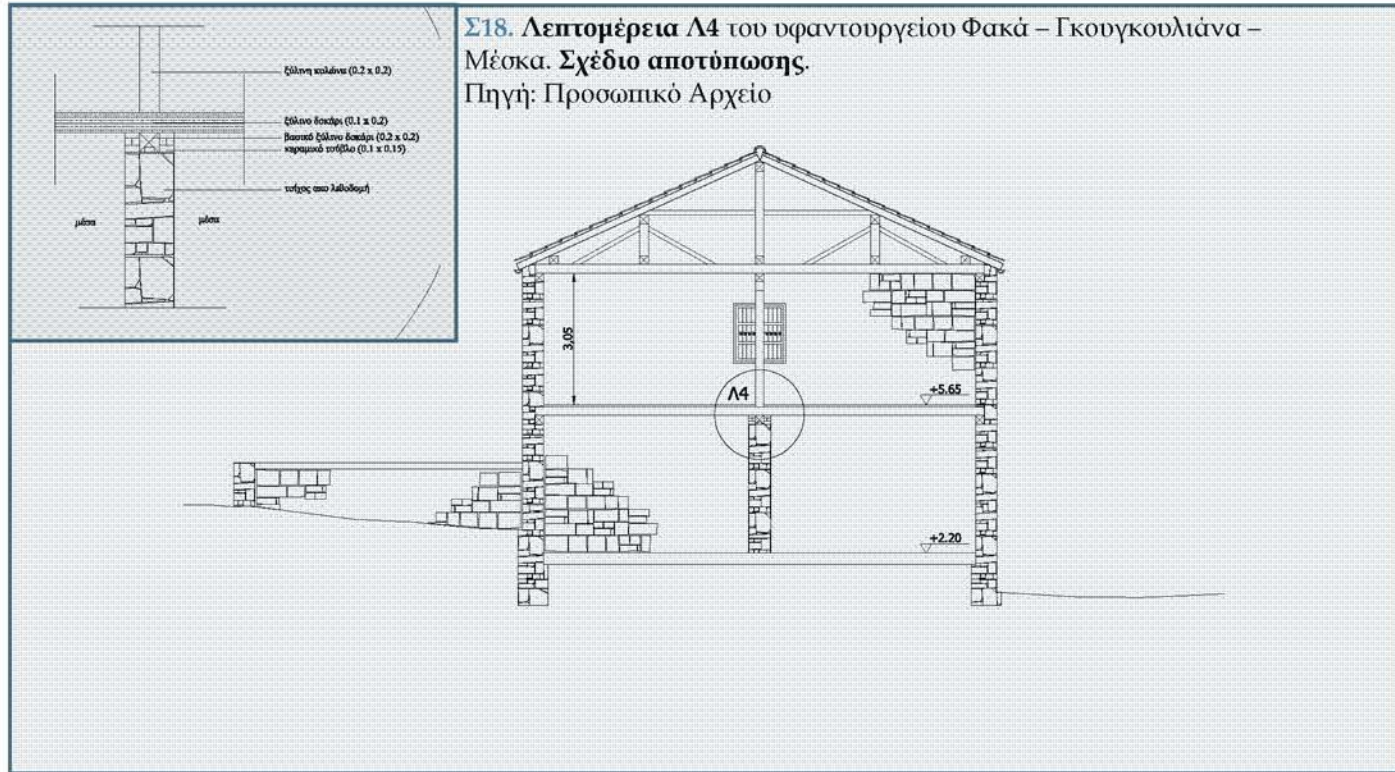 Σ18. Λεπτομέρεια Λ4 του υφαντουργείου Φακά – Γκουγκουλιάνα –
Μέσκα. Σχέδιο αποτύπωσης.
Πηγή: Προσωπικό Αρχείο
ξύλινη κολώνα (0.2 x 0.2)
ξύλινο δοκάρι (0.1 x 0.2)
βασικό ξύλινο δοκάρι (0.2 x 0.2)
κεραμικό τούβλο (0.1 x 0.15)
τοίχος απο λιθοδομή
μέσα
μέσα
3,05
Λ4
+5.65
+2.20